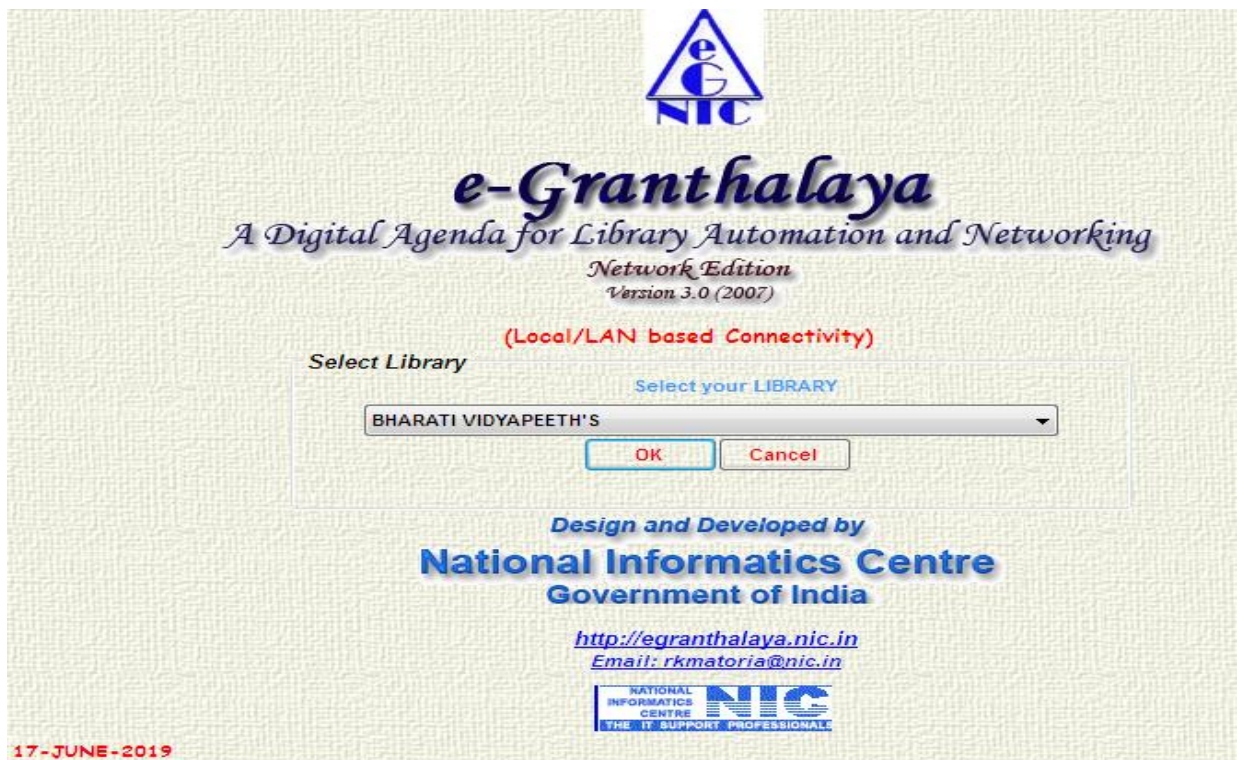 e
G
NIC
e-Granthalaya
A Digital Agenda for Library Automation and Networking
Network Edition
Version 3.0 (2007)
(Local/LAN based Connectivity)
Select Library
Select your LIBRARY
BHARATI VIDYAPEETH'S
OK Cancel
Design and Developed by
National Informatics Centre
Government of India
http://egranthalaya.nic.in
Email: rkmatoria@nic.in
NATIONAL
INFORMATICS
CENTRE
NIC
THE IT SUPPORT PROFESSIONALS
17-JUNE-2019